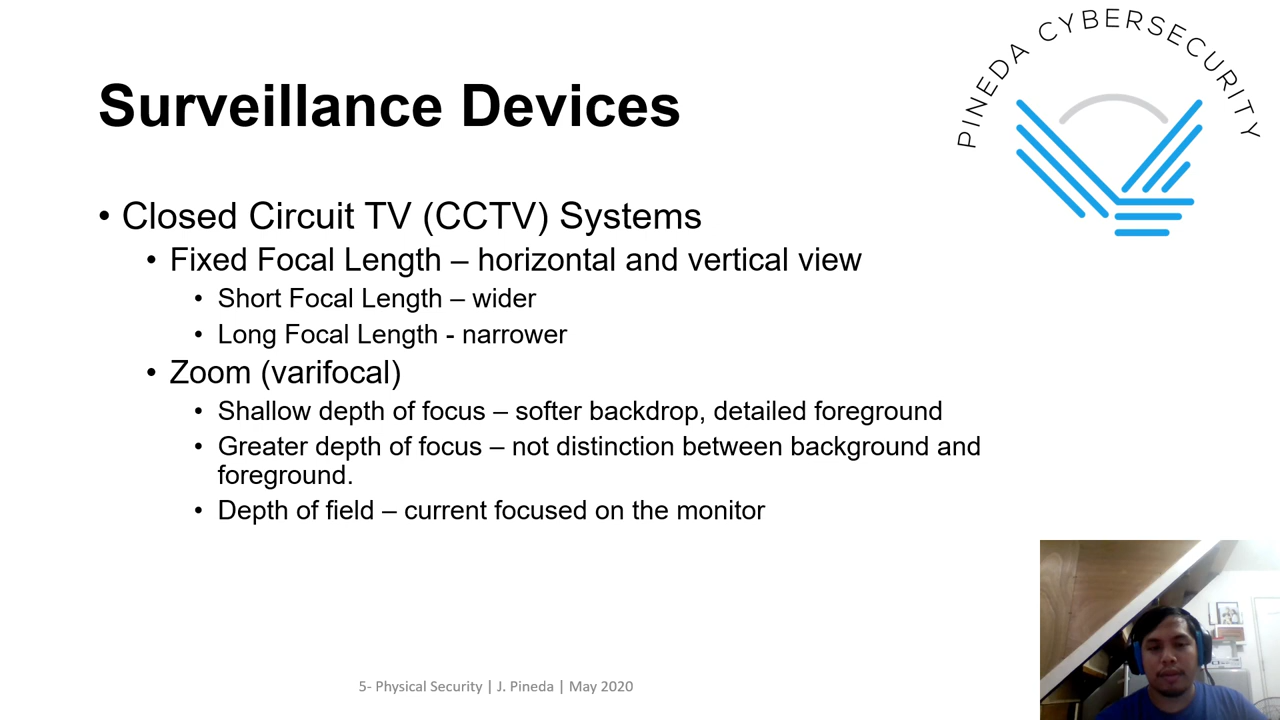 PINEDA CYBERSECURITY
Surveillance Devices
• Closed Circuit TV (CCTV) Systems
• Fixed Focal Length – horizontal and vertical view
• Short Focal Length – wider
• Long Focal Length - narrower
• Zoom (varifocal)
• Shallow depth of focus – softer backdrop, detailed foreground
• Greater depth of focus – not distinction between background and
foreground.
• Depth of field – current focused on the monitor
5- Physical Security | J. Pineda | May 2020